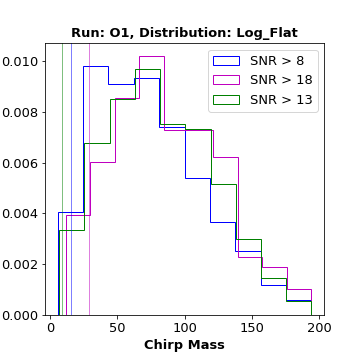 Run: O1, Distribution: Log_Flat
SNR > 8
SNR > 18
SNR > 13
0.010
0.008
0.006
0.004
0.002
0.000
0 50 100 150 200
Chirp Mass